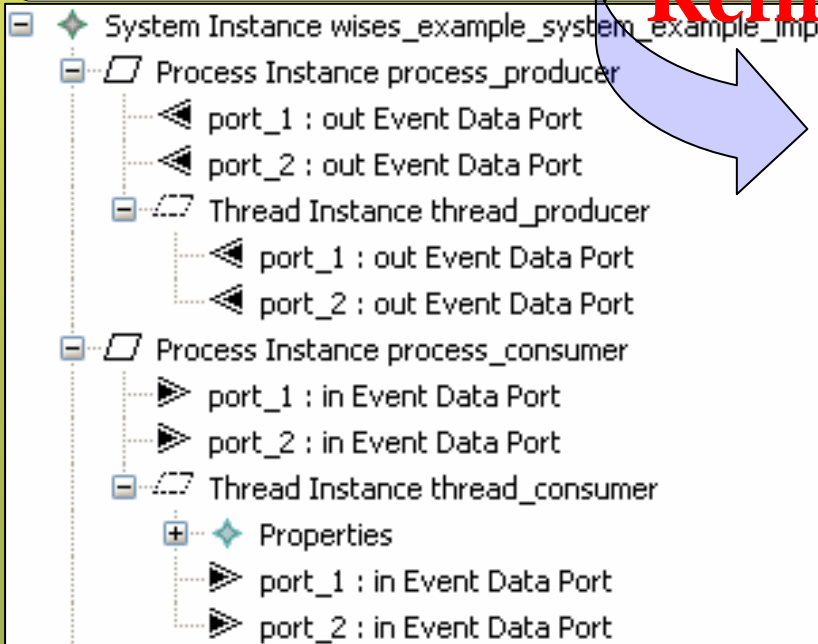 System Instance wises_example_system_example_imp
Process Instance process_producer
port_1 : out Event Data Port
port_2 : out Event Data Port
Thread Instance thread_producer
port_1 : out Event Data Port
port_2 : out Event Data Port
Process Instance process_consumer
port_1 : in Event Data Port
port_2 : in Event Data Port
Thread Instance thread_consumer
Properties
port_1 : in Event Data Port
port_2 : in Event Data Port